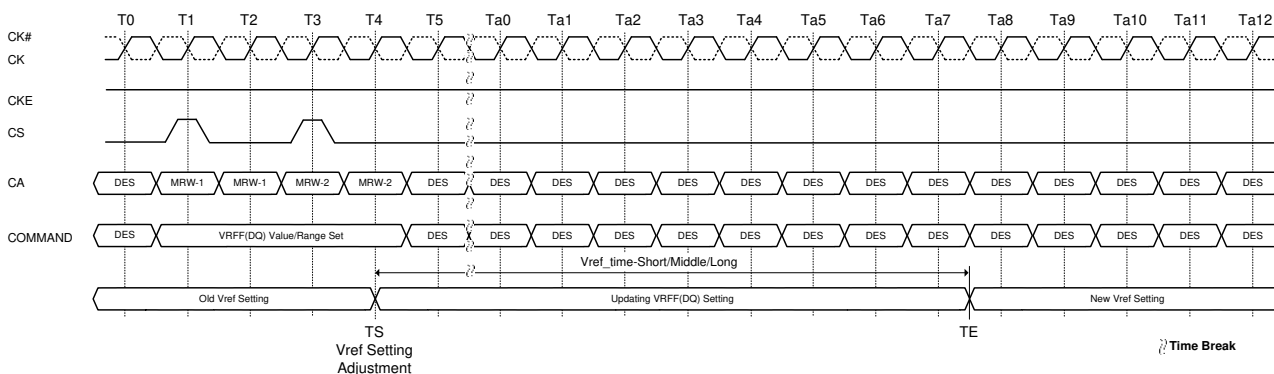 T0 T1 T2 T3 T4 T5 Ta0 Ta1 Ta2 Ta3 Ta4 Ta5 Ta6 Ta7 Ta8 Ta9 Ta10 Ta11 Ta12
CK#
CK
CKE
CS
CA DES MRW-1 MRW-1 MRW-2 MRW-2 DES DES DES DES DES DES DES DES DES DES DES DES DES DES
COMMAND DES VRFF(DQ) Value/Range Set DES DES DES DES DES DES DES DES DES DES DES DES DES DES
Vref_time-Short/Middle/Long
Old Vref Setting Updating VRFF(DQ) Setting New Vref Setting
TS TE
Vref Setting
Adjustment
Time Break